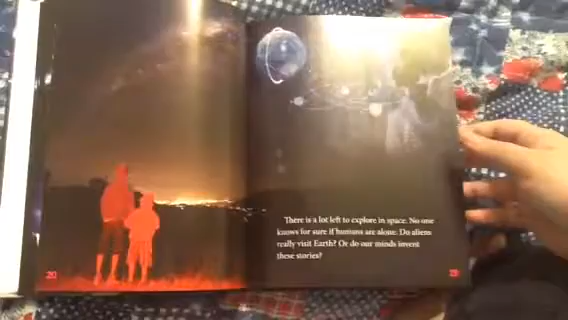 There is a lot left to explore in space. No one
knows for sure if humans are alone. Do aliens
really visit Earth? Or do our minds invent
these stories?
20